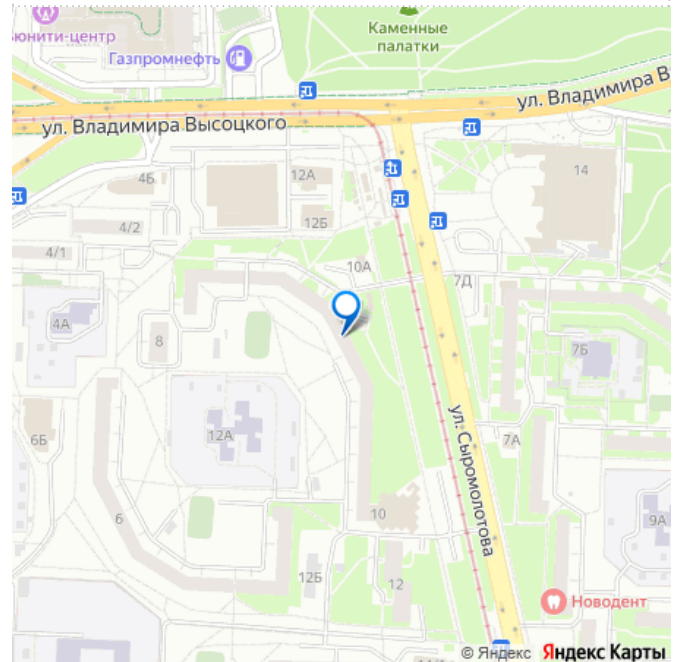 ьюнити-центр
Каменные
палатки
Газпромнефть
ул. Владимира В
ул. Владимира Высоцкого
14
4Б
12А
12Б
4/2
4/1
10А
7Д
4А
8
7Б
12А
7А
6Б
ул. Сыромолотова
6
10
9А
12Б
12
Новодент
© Яндекс Яндекс Карты